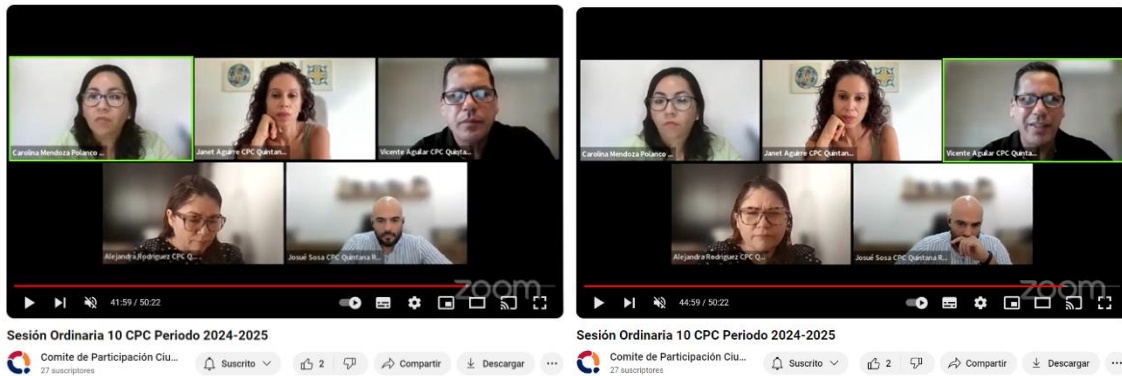 Carolina Mendoza Polanco ...
Janet Aguirre CPC Quintan...
Vicente Aguilar CPC Quinta...
Alejandra Rodriguez CPC Q...
Josué Sosa CPC Quintana R...
zoom
41:59 / 50:22
Sesión Ordinaria 10 CPC Periodo 2024-2025
Comite de Participación Ciu...
27 suscriptores
Suscrito
2
Compartir
Descargar
Carolina Mendoza Polanco ...
Janet Aguirre CPC Quintan...
Vicente Aguilar CPC Quinta...
Alejandra Rodriguez CPC Q...
Josué Sosa CPC Quintana R...
zoom
44:59 / 50:22
Sesión Ordinaria 10 CPC Periodo 2024-2025
Comite de Participación Ciu...
27 suscriptores
Suscrito
2
Compartir
Descargar